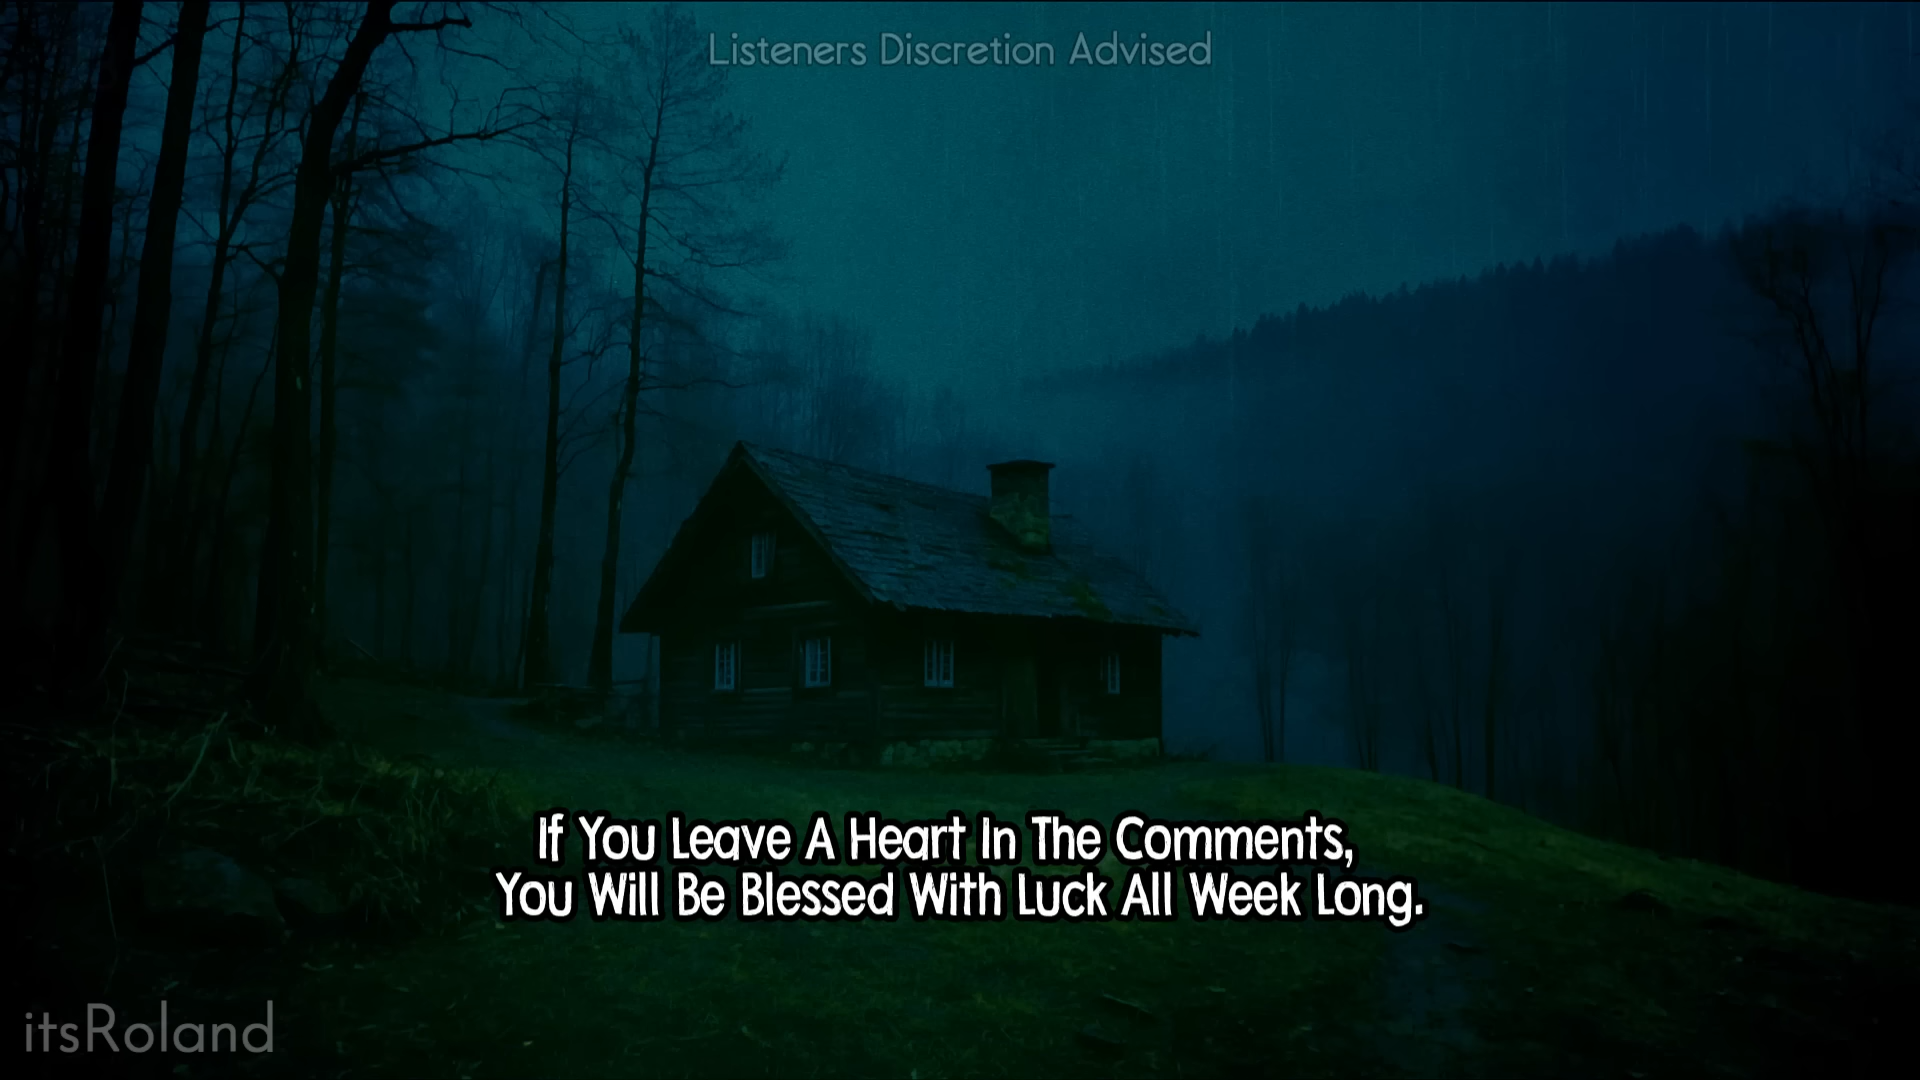 Listeners Discretion Advised
If You Leave A Heart In The Comments,
You Will Be Blessed With Luck All Week Long.
itsRoland